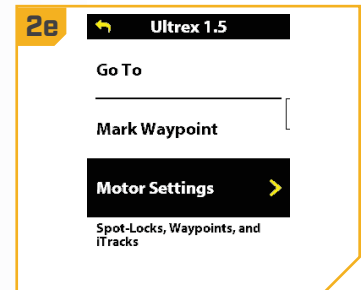 2e
Ultrex 1.5
Go To
Mark Waypoint
Motor Settings
Spot-Locks, Waypoints, and
iTracks